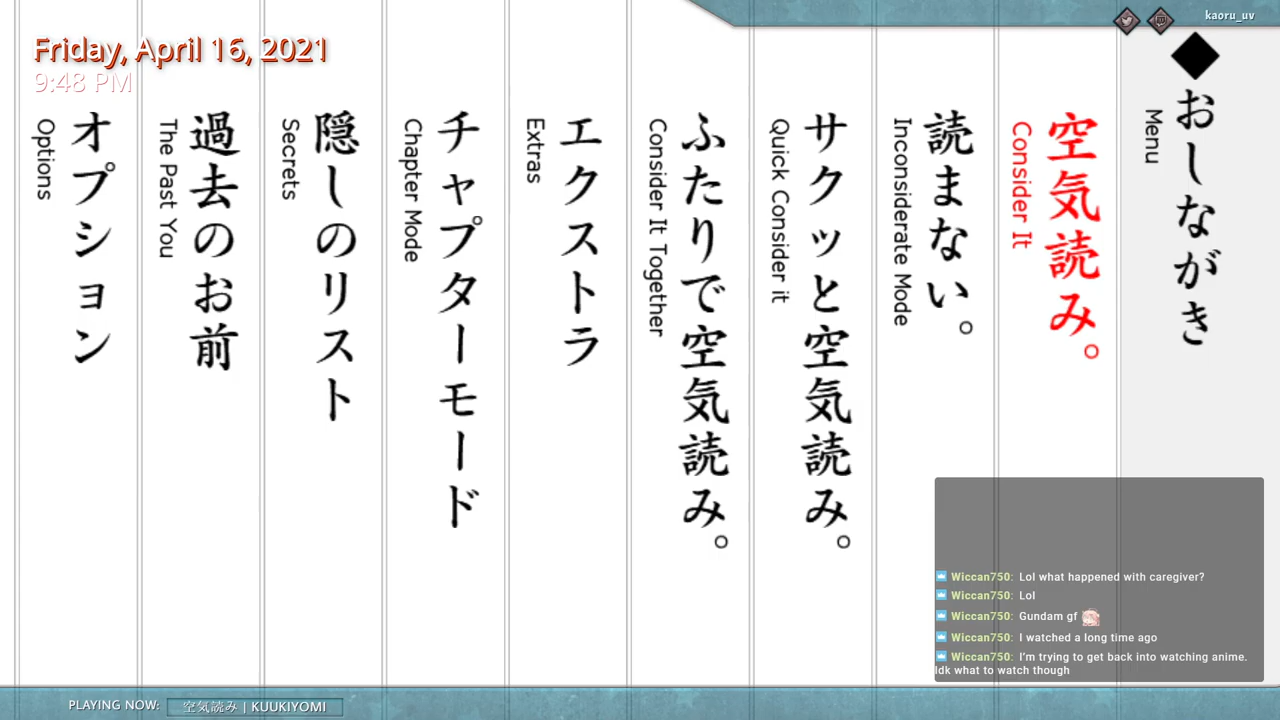 Friday, April 16, 2021
9:48 PM
kaoru_uv
◆おしながき
Menu
空気読み。
Consider It
読まない。
Inconsiderate Mode
サクッと空気読み。
Quick Consider it
ふたりで空気読み。
Consider It Together
エクストラ
Extras
チャプターモード
Chapter Mode
隠しのリスト
Secrets
過去のお前
The Past You
オプション
Options
Wiccan750: Lol what happened with caregiver?
Wiccan750: Lol
Wiccan750: Gundam gf
Wiccan750: I watched a long time ago
Wiccan750: I'm trying to get back into watching anime.
Idk what to watch though
PLAYING NOW: 空気読み | KUUKIYOMI